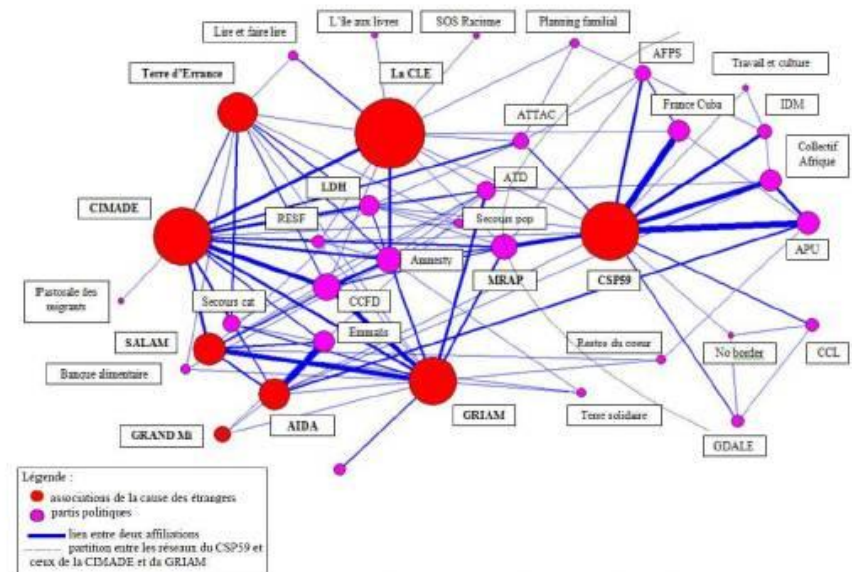 Lire et faire lire
L'île aux livres
SOS Racisme
Planning familial
AFPS
Travail et culture
Terre d'Errance
La CLE
France Cuba
IDM
ATTAC
Collectif
Afrique
LDH
ATD
CIMADE
RESF
Secours pop
Amnesty
MRAP
CSP59
APU
Pastorale des
migrants
Secours cat
CCFD
SALAM
Emmaüs
Restos du coeur
No border
CCL
Banque alimentaire
GRAND Mi
AIDA
GRIAM
Terre solidaire
GDALE
Légende :
associations de la cause des étrangers
partis politiques
lien entre deux affiliations
partition entre les réseaux du CSP59 et
ceux de la CIMADE et du GRIAM